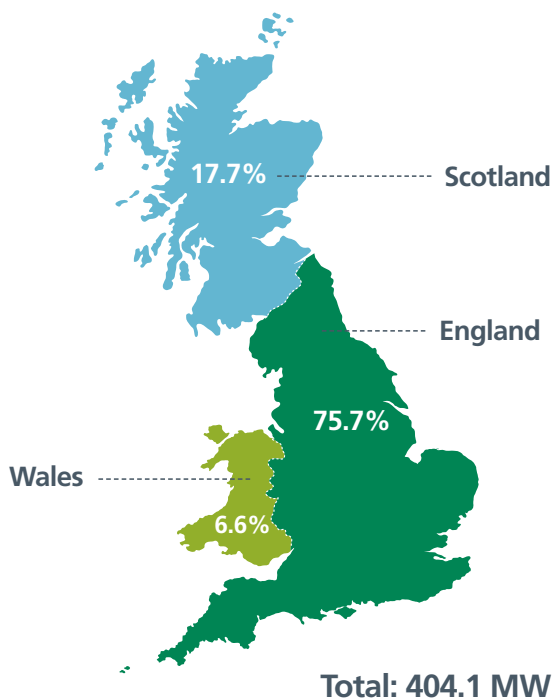 17.7%
Scotland
England
75.7%
Wales
6.6%
Total: 404.1 MW